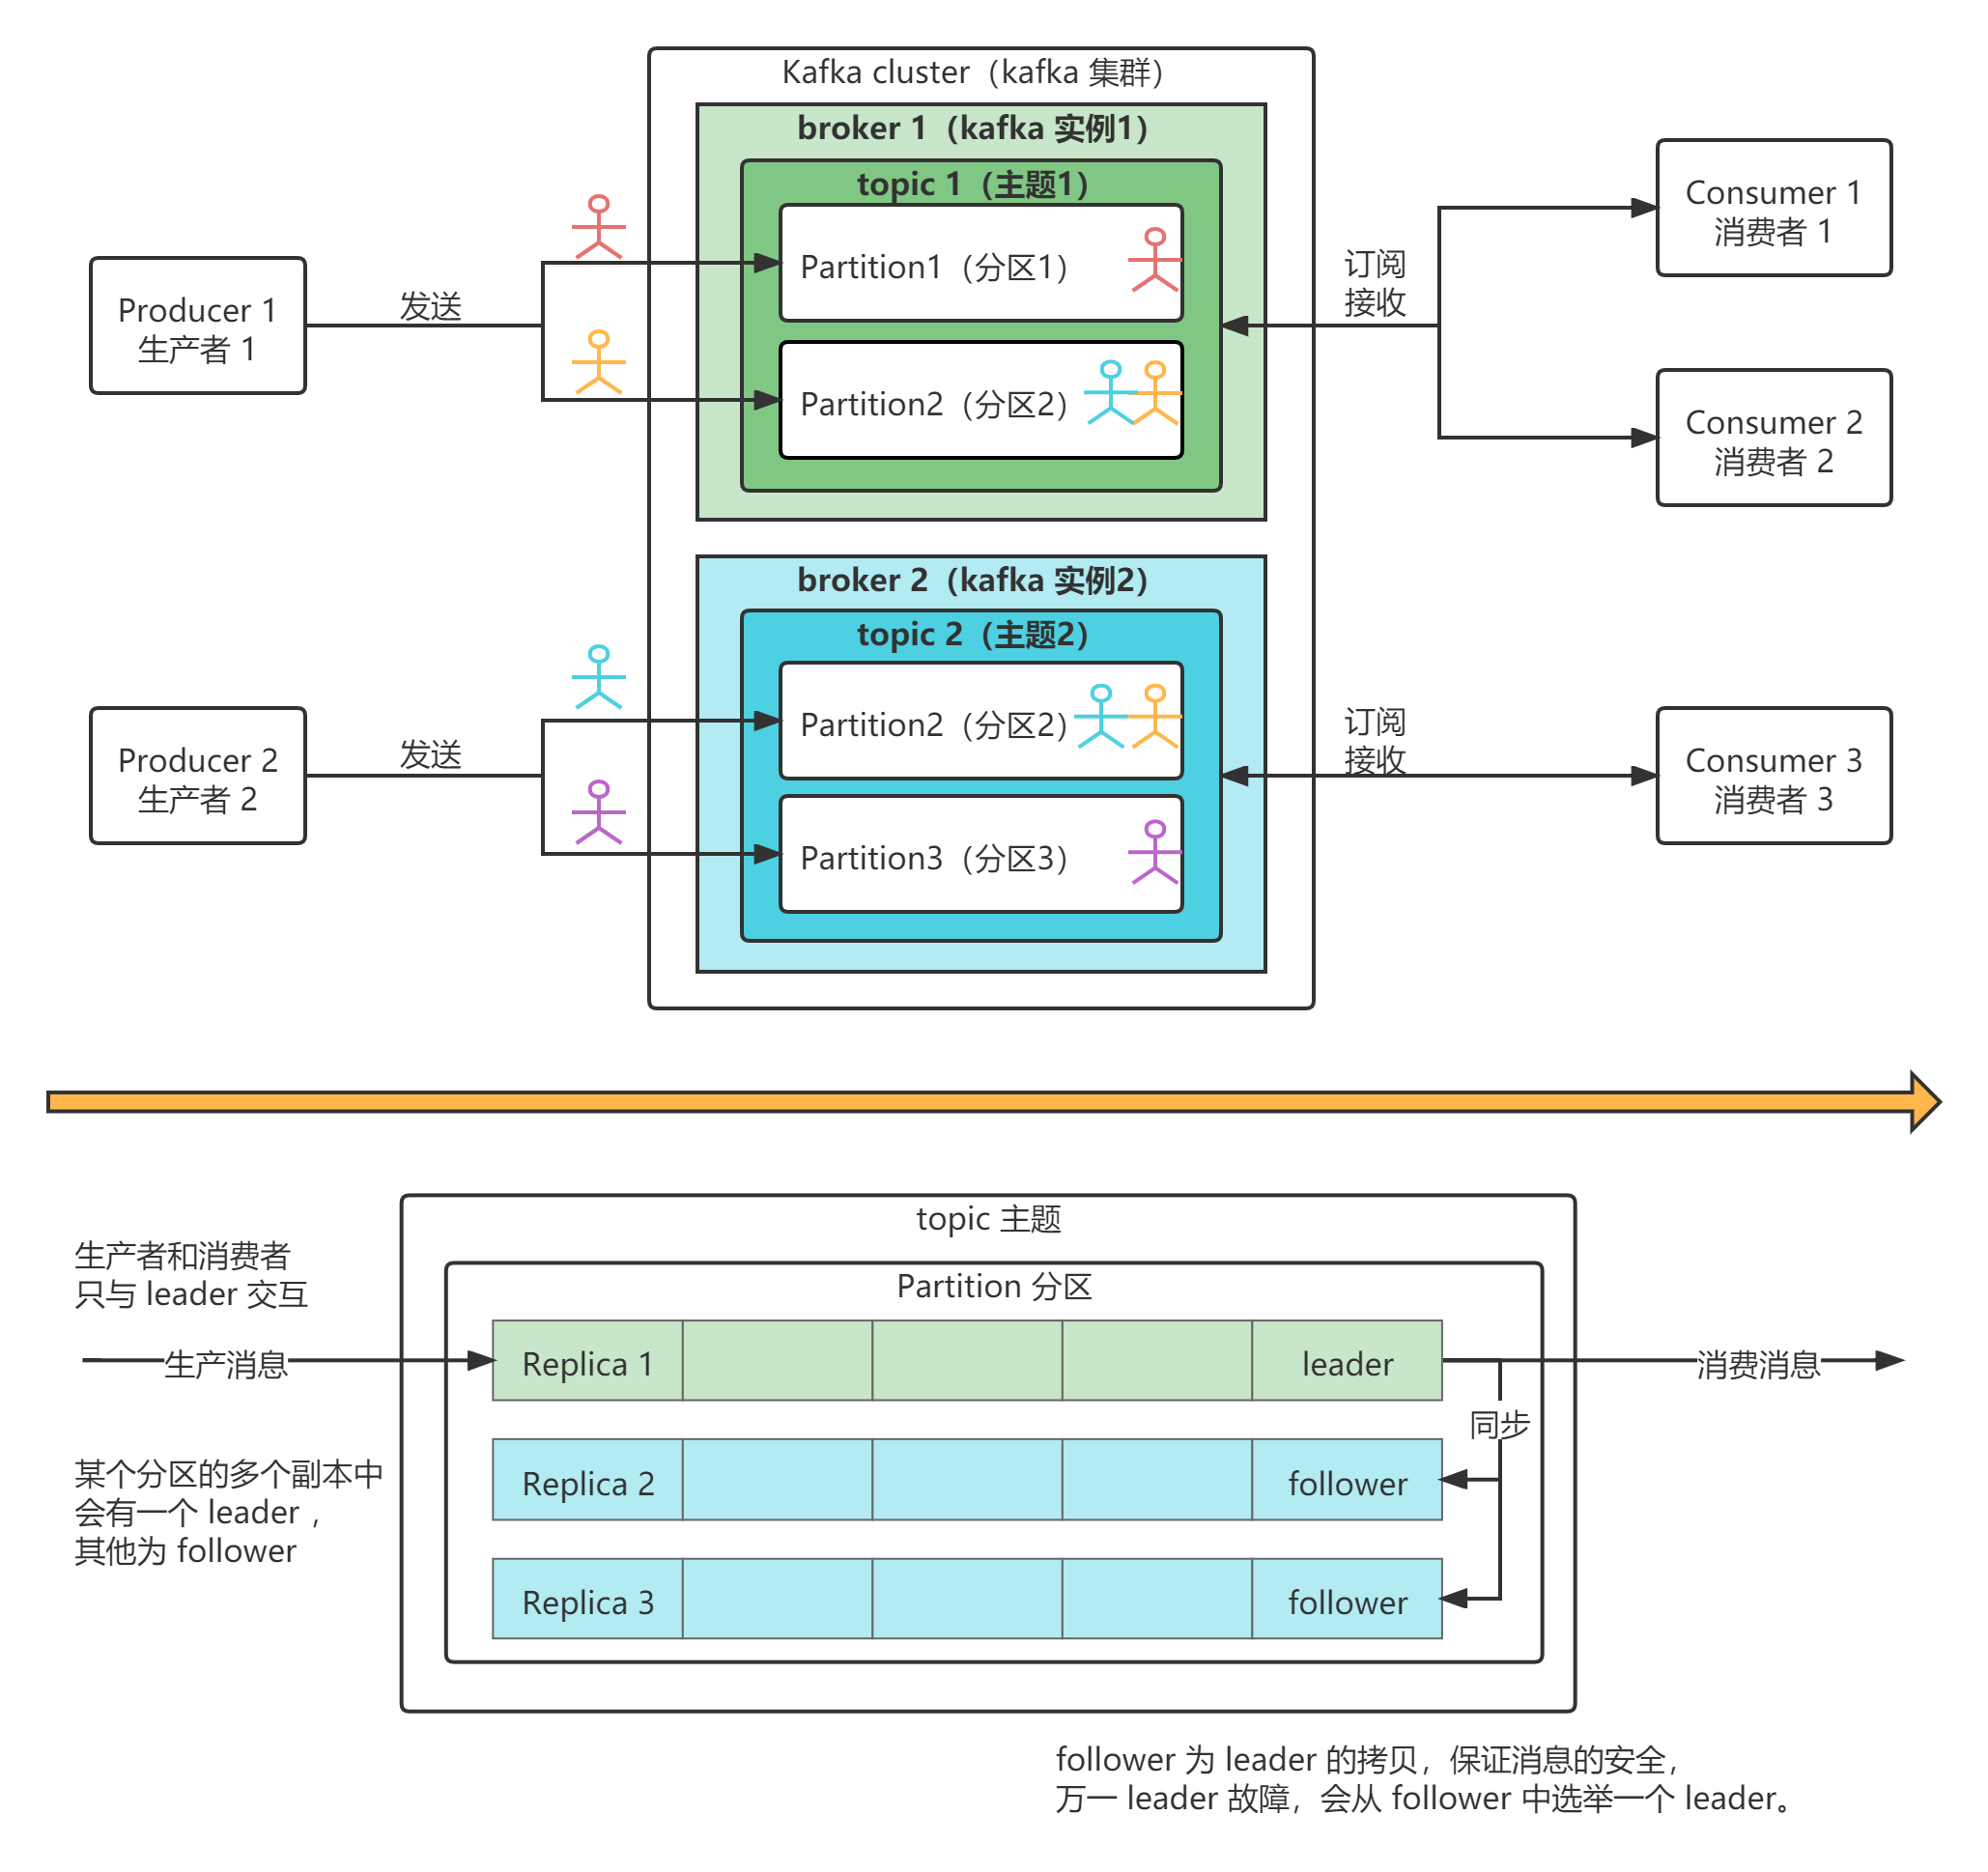 Kafka cluster（kafka 集群）
broker 1（kafka 实例1）
topic 1（主题1）
Partition1（分区1）
Partition2（分区2）
Producer 1
生产者 1
发送
订阅
接收
Consumer 1
消费者 1
Consumer 2
消费者 2
broker 2（kafka 实例2）
topic 2（主题2）
Partition2（分区2）
Partition3（分区3）
Producer 2
生产者 2
发送
订阅
接收
Consumer 3
消费者 3
topic 主题
Partition 分区
生产者和消费者
只与 leader 交互
生产消息
Replica 1
leader
消费消息
同步
Replica 2
follower
Replica 3
follower
某个分区的多个副本中
会有一个 leader ，
其他为 follower
follower 为 leader 的拷贝，保证消息的安全，
万一 leader 故障，会从 follower 中选举一个 leader。